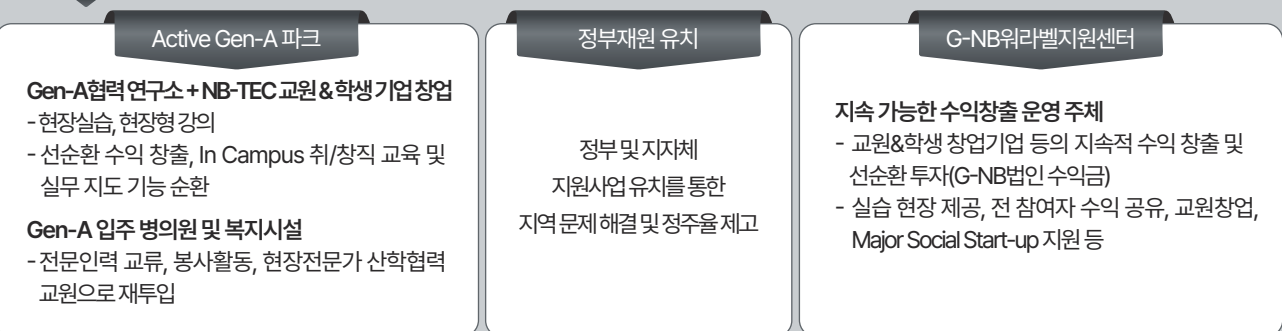 Active Gen-A 파크
Gen-A협력 연구소 + NB-TEC 교원 & 학생 기업 창업
- 현장실습, 현장형 강의
- 선순환 수익 창출, In Campus 취/창직 교육 및
실무 지도 기능 순환
Gen-A 입주 병의원 및 복지시설
- 전문인력 교류, 봉사활동, 현장전문가 산학협력
교원으로 재투입
정부재원 유치
정부 및 지자체
지원사업 유치를 통한
지역 문제 해결 및 정주율 제고
G-NB워라벨지원센터
지속 가능한 수익창출 운영 주체
- 교원&학생 창업기업 등의 지속적 수익 창출 및
선순환 투자(G-NB법인 수익금)
- 실습 현장 제공, 전 참여자 수익 공유, 교원창업,
Major Social Start-up 지원 등